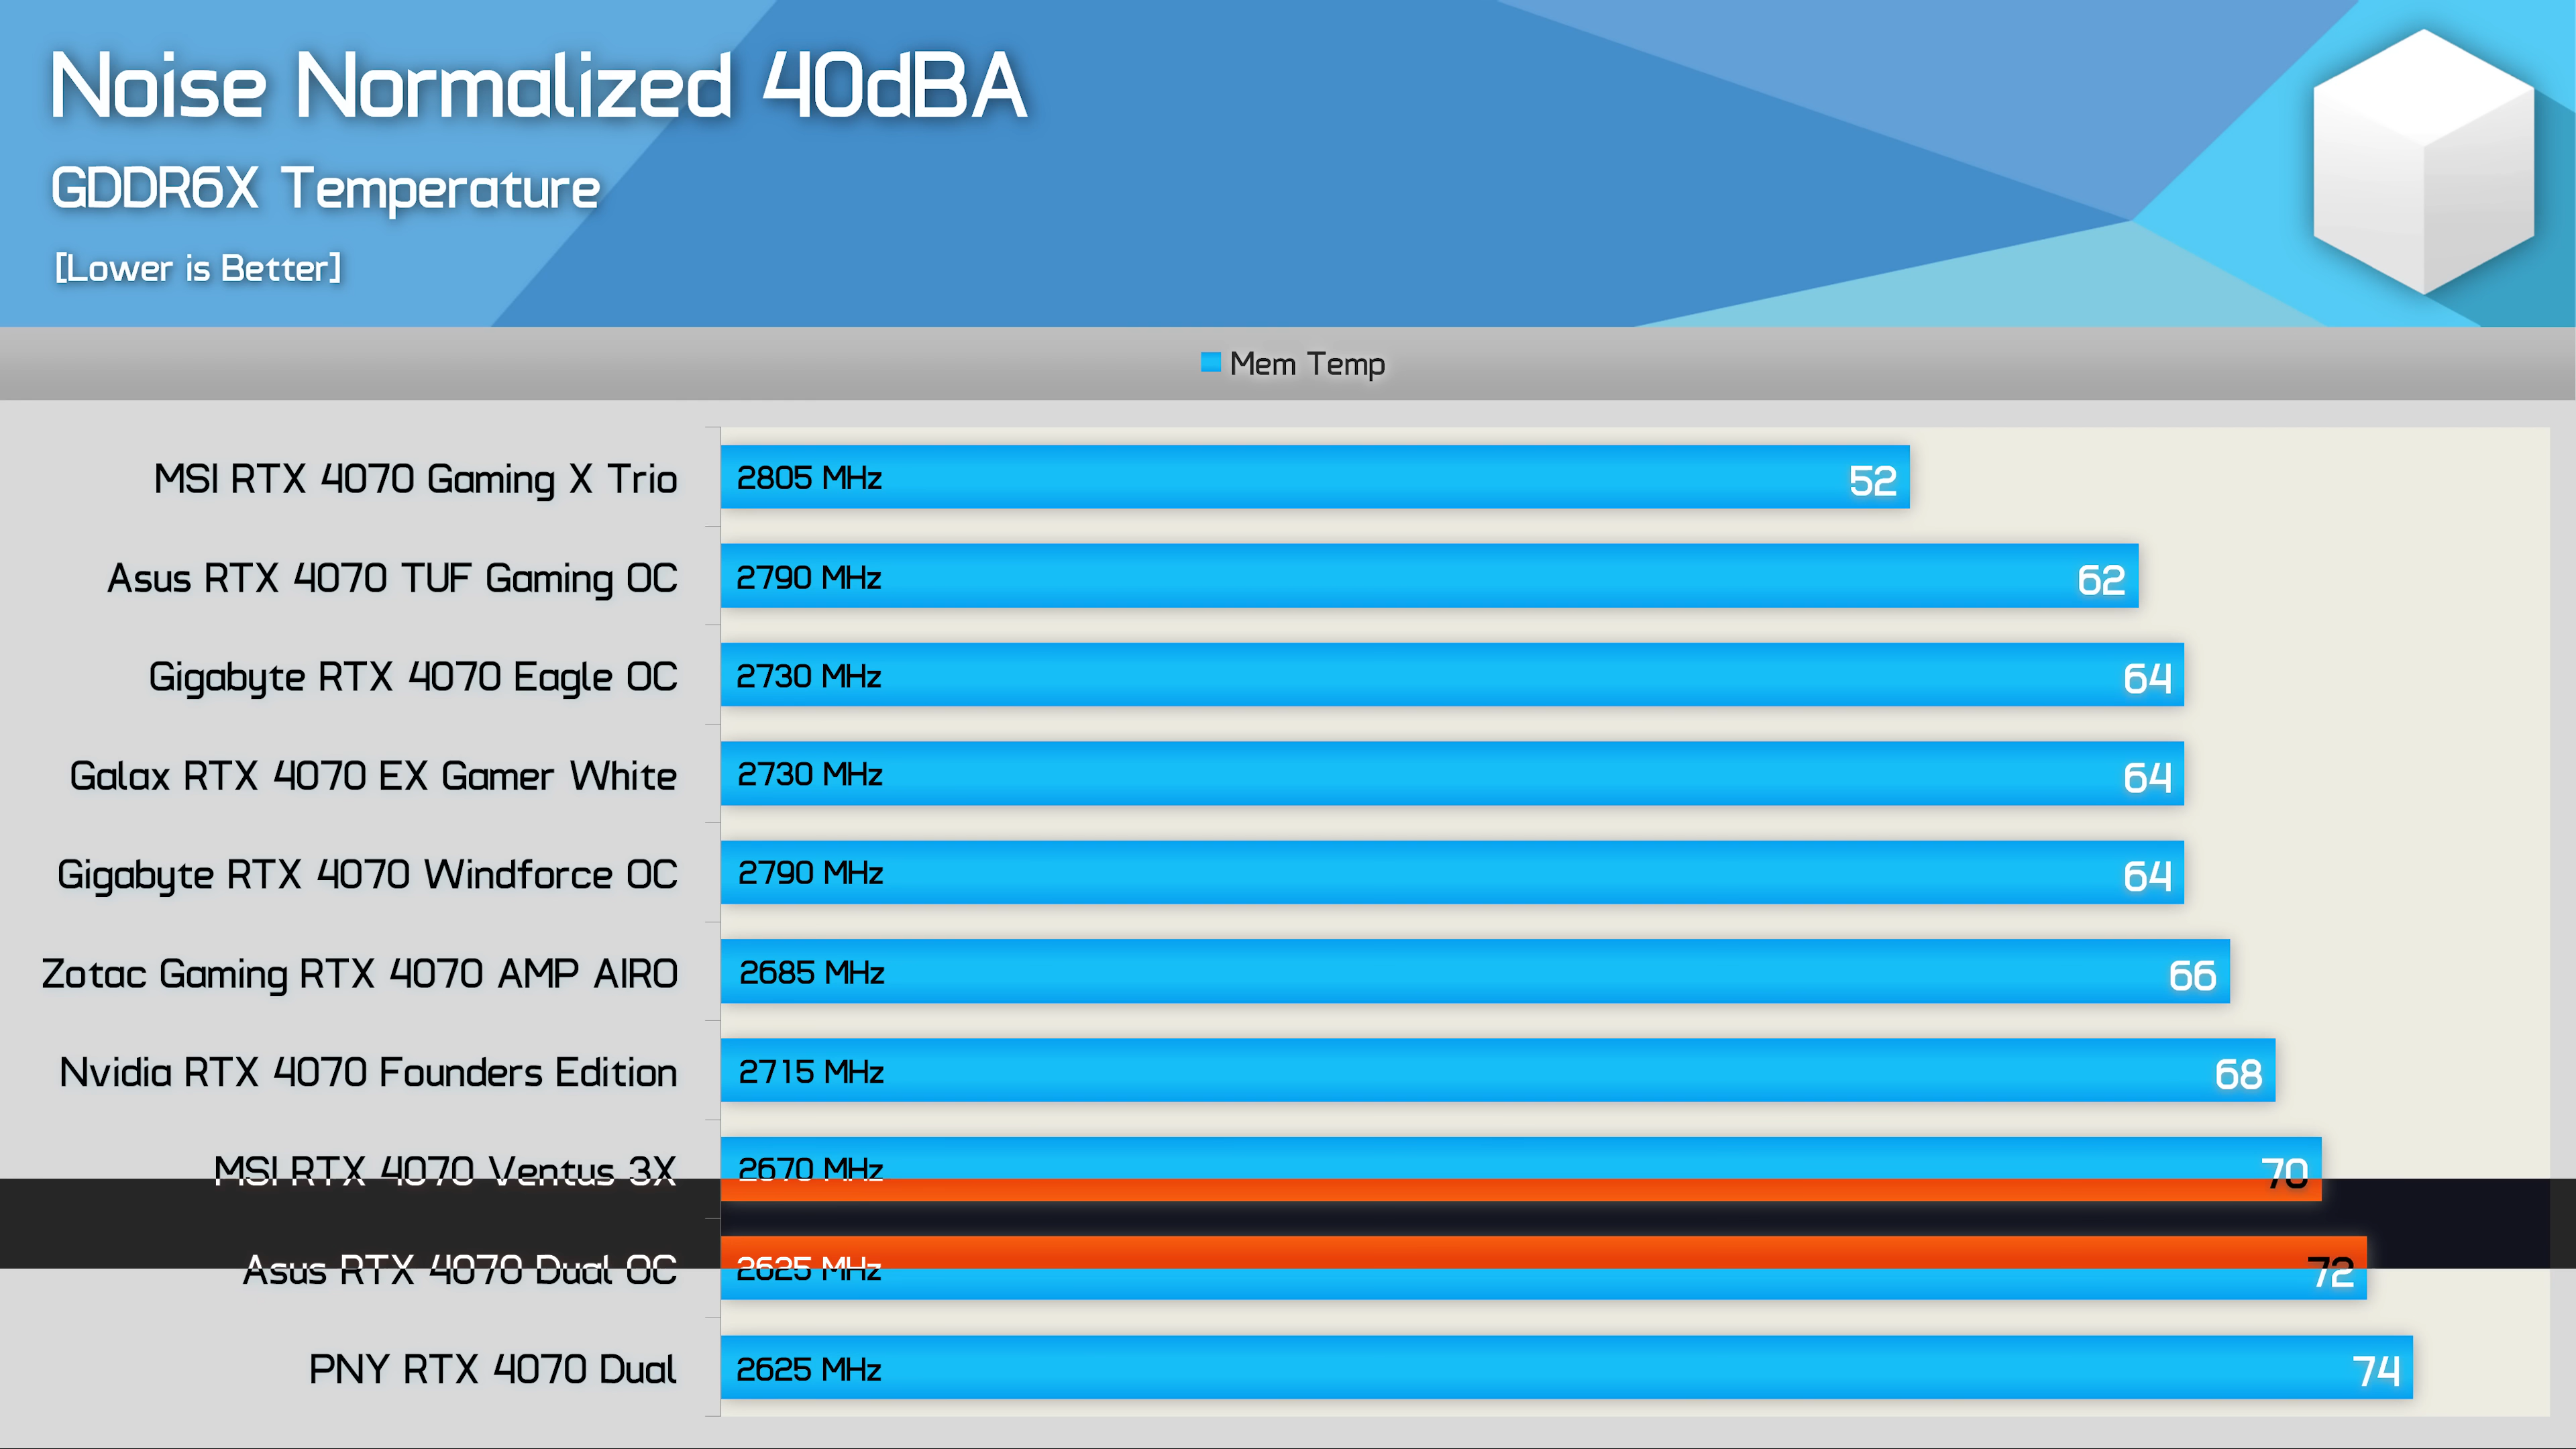 Noise Normalized 40dBA
GDDR6X Temperature
[Lower is Better]
Mem Temp
MSI RTX 4070 Gaming X Trio 2805 MHz 52
Asus RTX 4070 TUF Gaming OC 2790 MHz 62
Gigabyte RTX 4070 Eagle OC 2730 MHz 64
Galax RTX 4070 EX Gamer White 2730 MHz 64
Gigabyte RTX 4070 Windforce OC 2790 MHz 64
Zotac Gaming RTX 4070 AMP AIRO 2685 MHz 66
Nvidia RTX 4070 Founders Edition 2715 MHz 68
MSI RTX 4070 Ventus 3X 2670 MHz 70
Asus RTX 4070 Dual OC 2625 MHz 72
PNY RTX 4070 Dual 2625 MHz 74